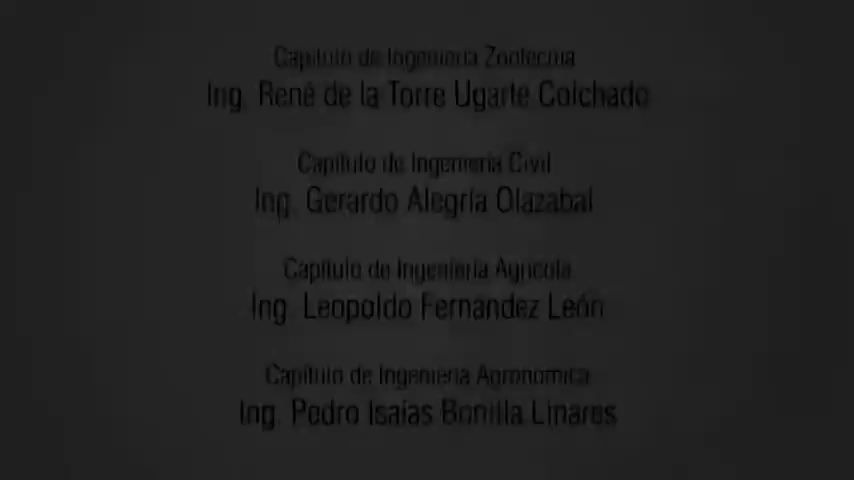 Capítulo de Ingeniería Zootecnia
Ing. René de la Torre Ugarte Colchado
Capítulo de Ingeniería Civil
Ing. Gerardo Alegría Olazabal
Capítulo de Ingeniería Agrícola
Ing. Leopoldo Fernández León
Capítulo de Ingeniería Agronómica
Ing. Pedro Isaías Bonilla Linares